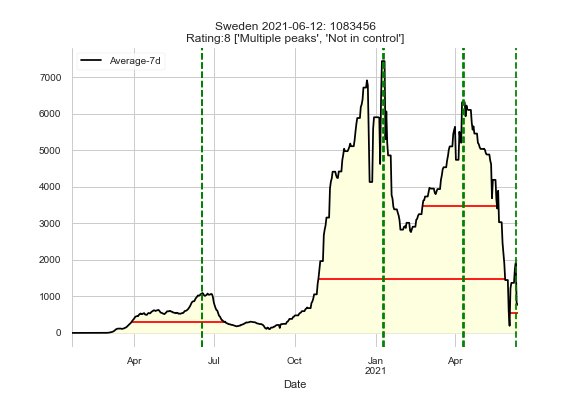 Sweden 2021-06-12: 1083456
Rating:8 ['Multiple peaks', 'Not in control']
Average-7d
7000
6000
5000
4000
3000
2000
1000
0
Apr Jul Oct Jan Apr
2021
Date